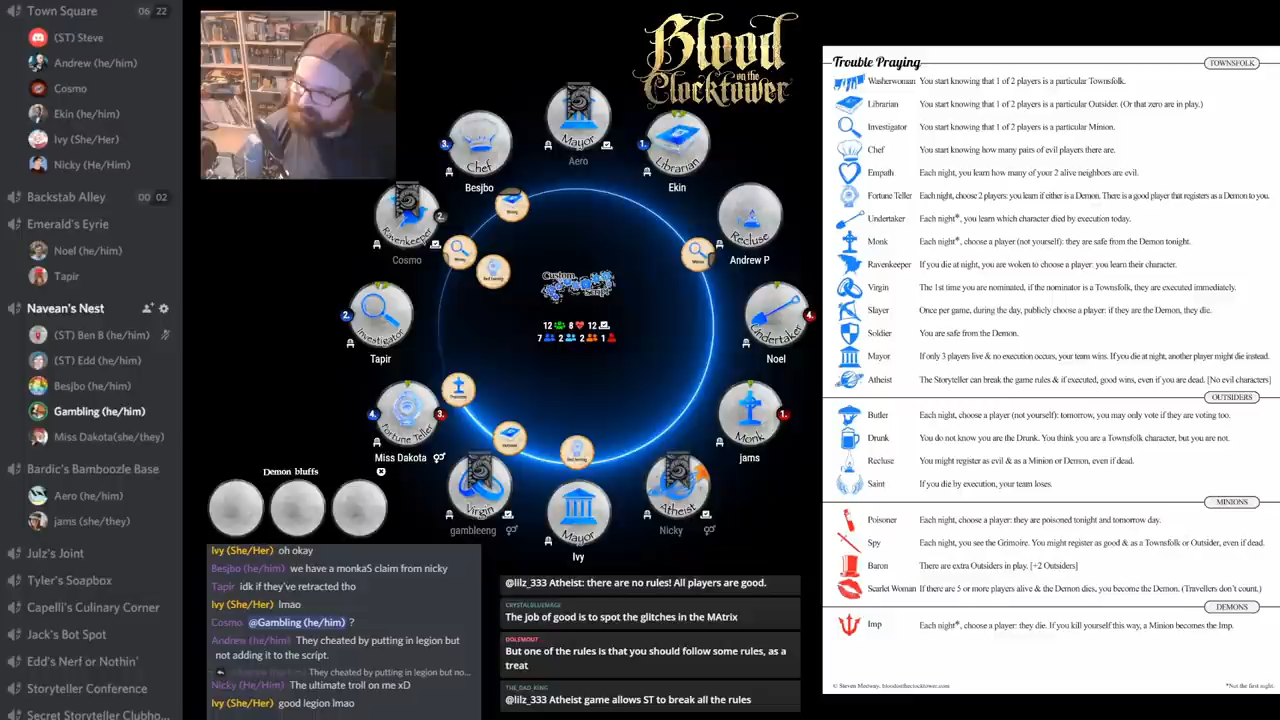 Town Square 06 22
(ST) Steve
Andrew (he/him)
Cosmo
Ekin (he/him)
Ivy (She/Her)
Nicky (He/Him)
Backstab Alley 00 02
Emerald's Eyrie
Noel (he/him)
Tapir
Navean's Nest
(ST) Ben B (he/him)
(ST) Edd (he/him)
Besjbo (he/him)
Gambling (he/him)
Miss Dakota(she/they)
Bardic's Bamboozle Base
Aero (he/him)
jams (she/they)
Julz's Joint
Tyler's Soapbox
Capelli's Culinary Corner
Jack's Bot Spot
Edd's Nerf or Nothin'
Storyteller Conference
Secret Storyteller Clubho...
Blood
on the
Clocktower
Mayor
Aero
3.
Chef
Besjbo
1.
Librarian
Ekin
Ravenkeeper
2.
Cosmo
Recluse
Andrew P
2.
Investigator
Tapir
Undertaker
4.
Noel
4.
Fortune Teller
3.
Miss Dakota
Monk
1.
jams
Virgin
gambleeng
Mayor
Ivy
Atheist
Nicky
Wrong
Wrong
Red herring
Custom
Script
12 8 12
7 2 2 1
Outsider
Red herring
Demon bluffs
Ivy (She/Her) oh okay
Besjbo (he/him) we have a monkaS claim from nicky
Tapir idk if they've retracted tho
Ivy (She/Her) lmao
Cosmo @Gambling (he/him) ?
Andrew (he/him) They cheated by putting in legion but
not adding it to the script.
They cheated by putting in legion but no...
Nicky (He/Him) The ultimate troll on me xD
Ivy (She/Her) good legion lmao
@lilz_333 Atheist: there are no rules! All players are good.
The job of good is to spot the glitches in the MAtrix
DOLEMOUT
But one of the rules is that you should follow some rules, as a
treat
THE_DAD_KING
@lilz_333 Atheist game allows ST to break all the rules
Trouble Praying
TOWNSFOLK
Washerwoman You start knowing that 1 of 2 players is a particular Townsfolk.
Librarian You start knowing that 1 of 2 players is a particular Outsider. (Or that zero are in play.)
Investigator You start knowing that 1 of 2 players is a particular Minion.
Chef You start knowing how many pairs of evil players there are.
Empath Each night, you learn how many of your 2 alive neighbors are evil.
Fortune Teller Each night, choose 2 players: you learn if either is a Demon. There is a good player that registers as a Demon to you.
Undertaker Each night*, you learn which character died by execution today.
Monk Each night*, choose a player (not yourself): they are safe from the Demon tonight.
Ravenkeeper If you die at night, you are woken to choose a player: you learn their character.
Virgin The 1st time you are nominated, if the nominator is a Townsfolk, they are executed immediately.
Slayer Once per game, during the day, publicly choose a player: if they are the Demon, they die.
Soldier You are safe from the Demon.
Mayor If only 3 players live & no execution occurs, your team wins. If you die at night, another player might die instead.
Atheist The Storyteller can break the game rules & if executed, good wins, even if you are dead. [No evil characters]
OUTSIDERS
Butler Each night, choose a player (not yourself): tomorrow, you may only vote if they are voting too.
Drunk You do not know you are the Drunk. You think you are a Townsfolk character, but you are not.
Recluse You might register as evil & as a Minion or Demon, even if dead.
Saint If you die by execution, your team loses.
MINIONS
Poisoner Each night, choose a player: they are poisoned tonight and tomorrow day.
Spy Each night, you see the Grimoire. You might register as good & as a Townsfolk or Outsider, even if dead.
Baron There are extra Outsiders in play. [+2 Outsiders]
Scarlet Woman If there are 5 or more players alive & the Demon dies, you become the Demon. (Travellers don't count.)
DEMONS
Imp Each night*, choose a player: they die. If you kill yourself this way, a Minion becomes the Imp.
© Steven Medway, bloodontheclocktower.com *Not the first night.